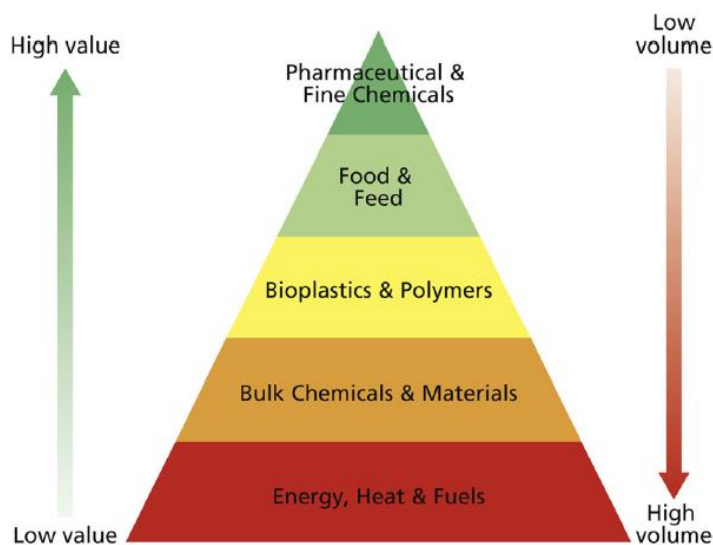 High value
Low
volume
Pharmaceutical &
Fine Chemicals
Food &
Feed
Bioplastics & Polymers
Bulk Chemicals & Materials
Energy, Heat & Fuels
Low value
High
volume